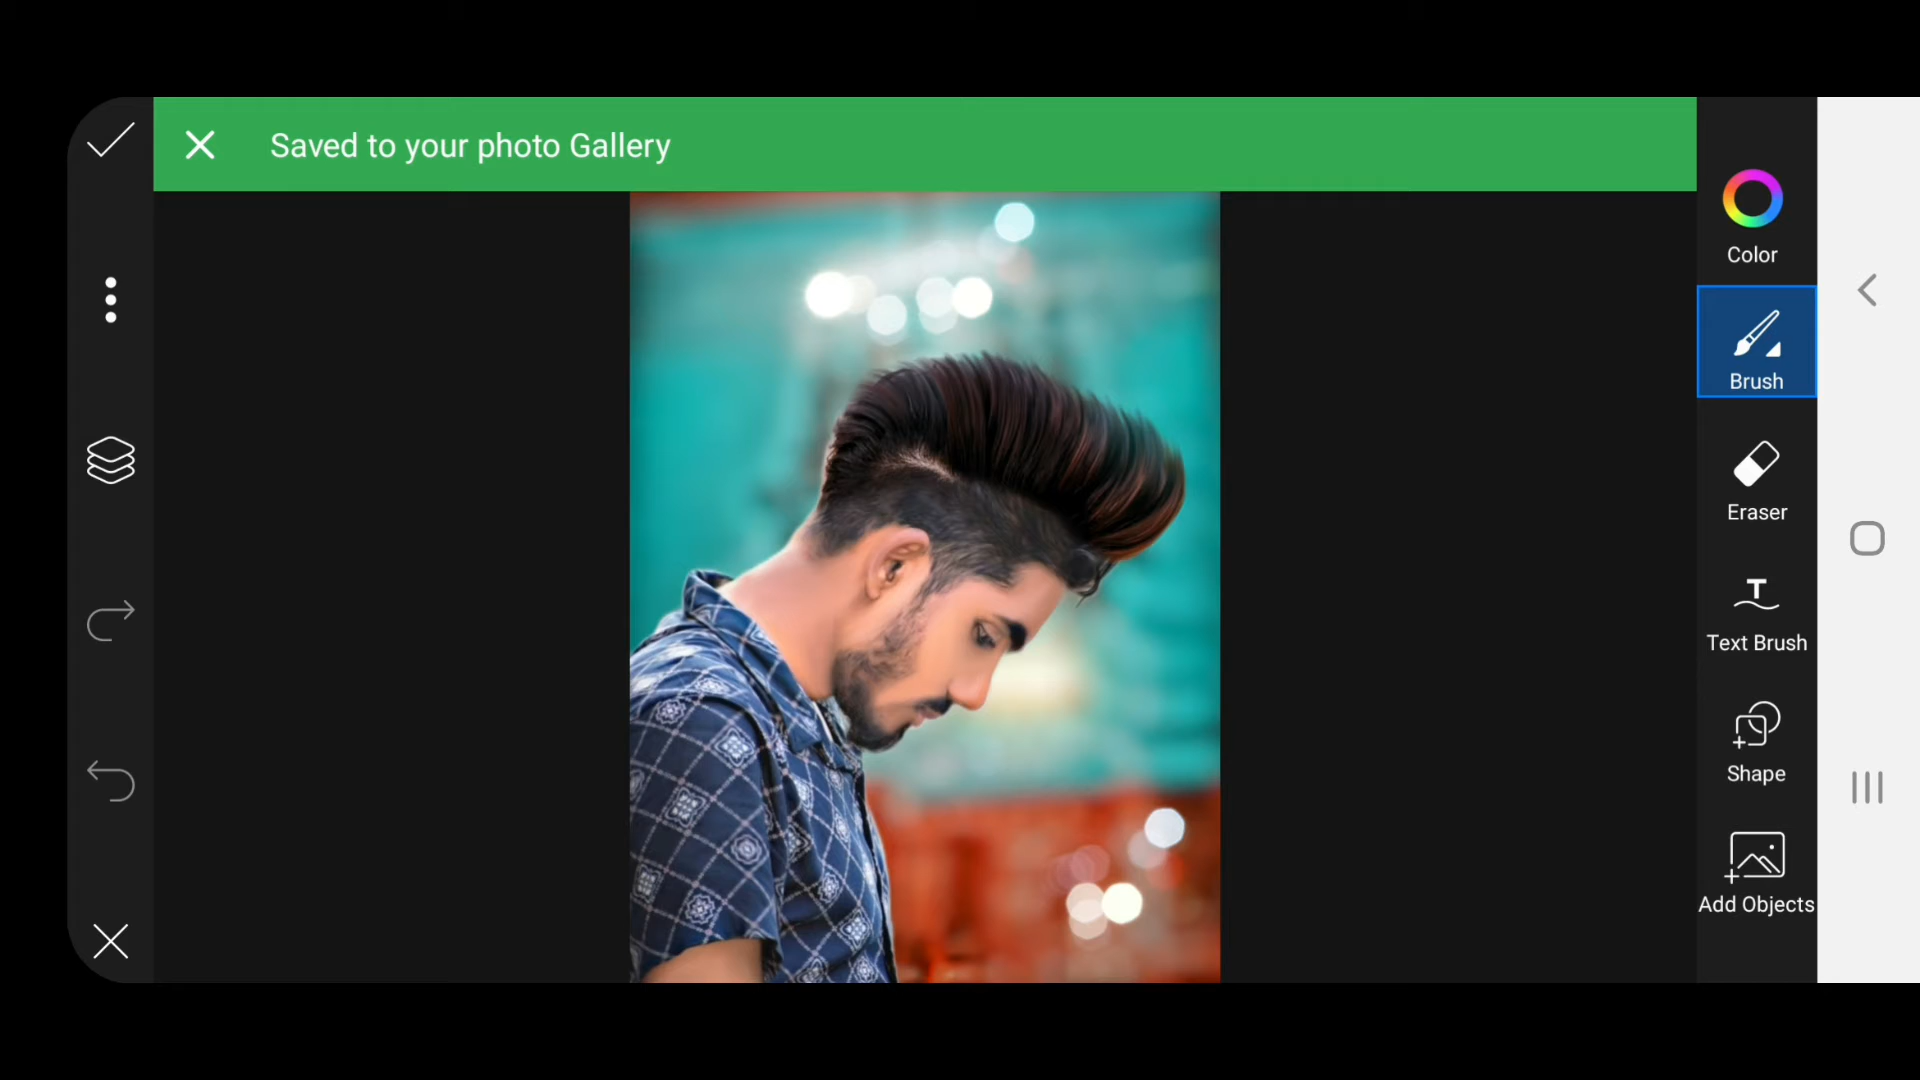 Saved to your photo Gallery
Color
Brush
Eraser
Text Brush
Shape
Add Objects